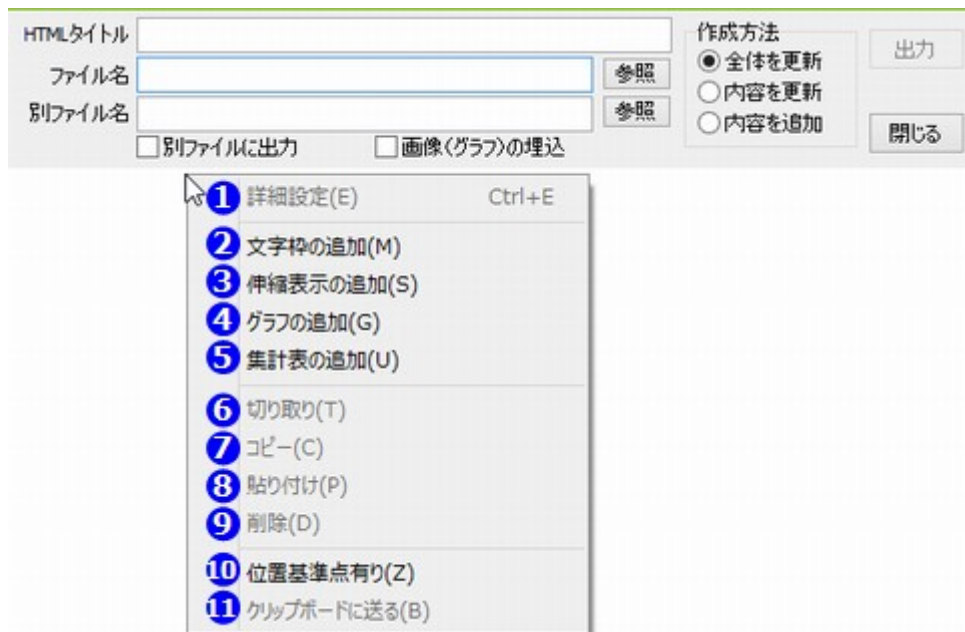 HTMLタイトル
ファイル名
参照
別ファイル名
参照
別ファイルに出力
画像(グラフ)の埋込
作成方法
全体を更新
内容を更新
内容を追加
出力
閉じる
1 詳細設定(E) Ctrl+E
2 文字枠の追加(M)
3 伸縮表示の追加(S)
4 グラフの追加(G)
5 集計表の追加(U)
6 切り取り(T)
7 コピー(C)
8 貼り付け(P)
9 削除(D)
10 位置基準点有り(Z)
11 クリップボードに送る(B)